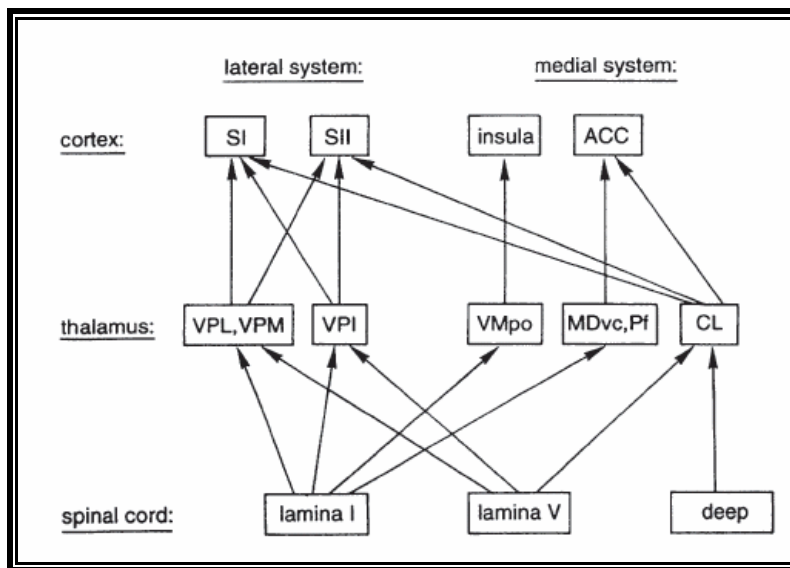 lateral system: medial system:
cortex: SI SII insula ACC
thalamus: VPL,VPM VPI VMpo MDvc,Pf CL
spinal cord: lamina I lamina V deep